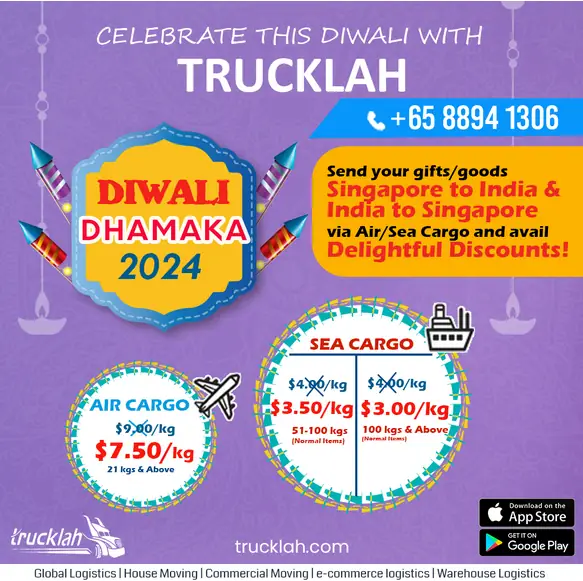 CELEBRATE THIS DIWALI WITH
TRUCKLAH
+65 8894 1306
DIWALI
DHAMAKA
2024
Send your gifts/goods
Singapore to India &
India to Singapore
via Air/Sea Cargo and avail
Delightful Discounts!
SEA CARGO
$4.00/kg
$3.50/kg
51-100 kgs
(Normal Items)
$4.00/kg
$3.00/kg
100 kgs & Above
(Normal Items)
AIR CARGO
$9.00/kg
$7.50/kg
21 kgs & Above
trucklah
trucklah.com
Download on the
App Store
GET IT ON
Google Play
Global Logistics | House Moving | Commercial Moving | e-commerce logistics | Warehouse Logistics